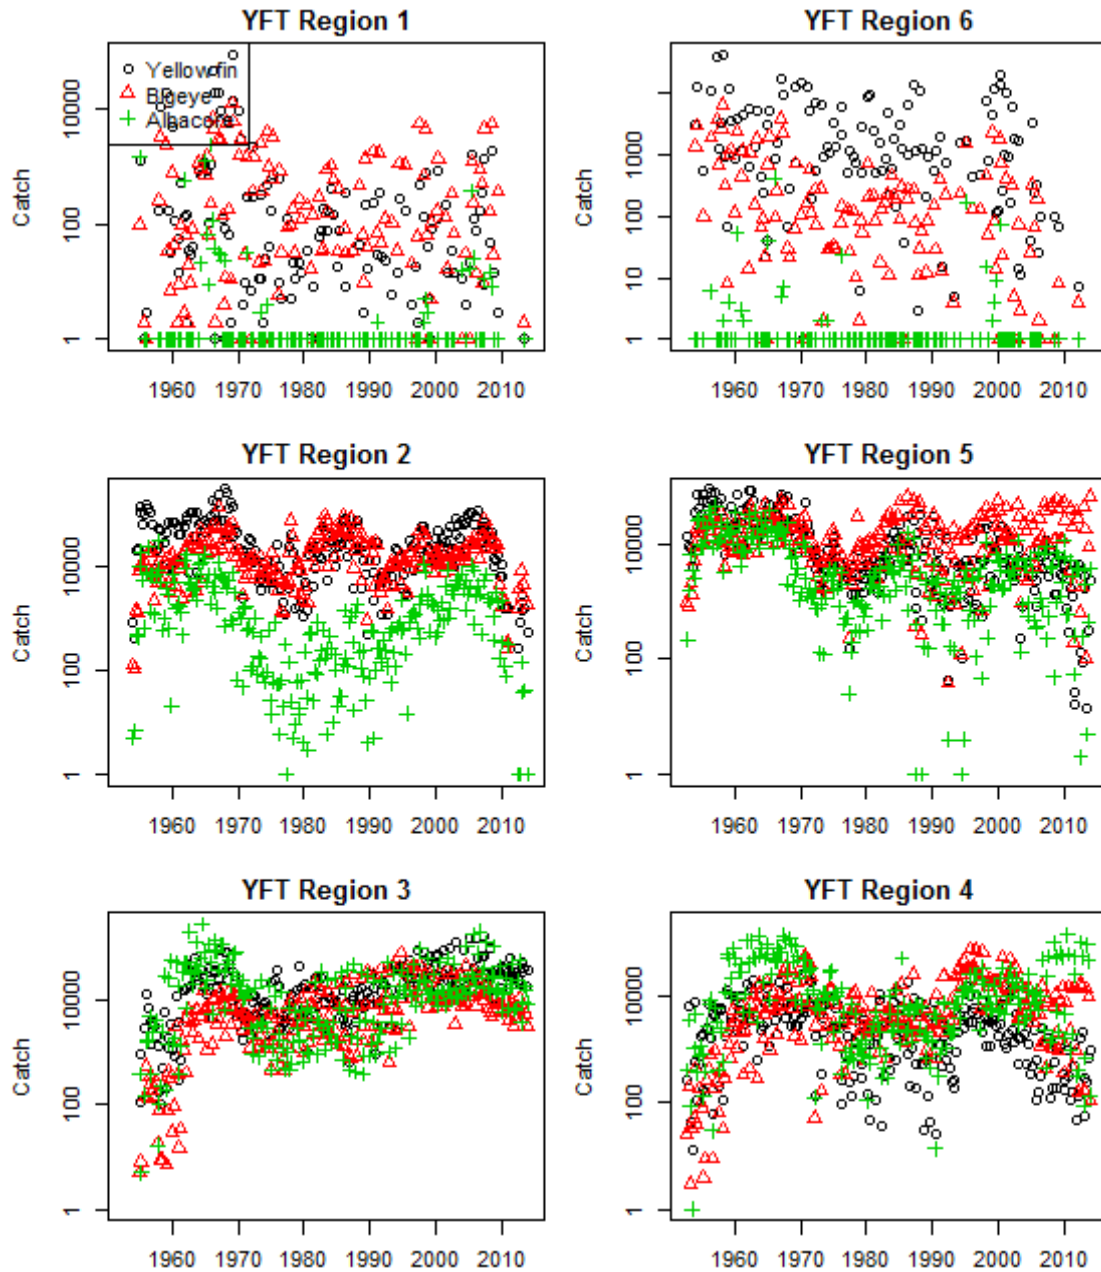 YFT Region 1
Catch
10000
100
1
Yellowfin
Bigeye
Albacore
1960 1970 1980 1990 2000 2010
YFT Region 6
Catch
1000
100
10
1
1960 1970 1980 1990 2000 2010
YFT Region 2
Catch
10000
100
1
1960 1970 1980 1990 2000 2010
YFT Region 5
Catch
10000
100
1
1960 1970 1980 1990 2000 2010
YFT Region 3
Catch
10000
100
1
1960 1970 1980 1990 2000 2010
YFT Region 4
Catch
10000
100
1
1960 1970 1980 1990 2000 2010